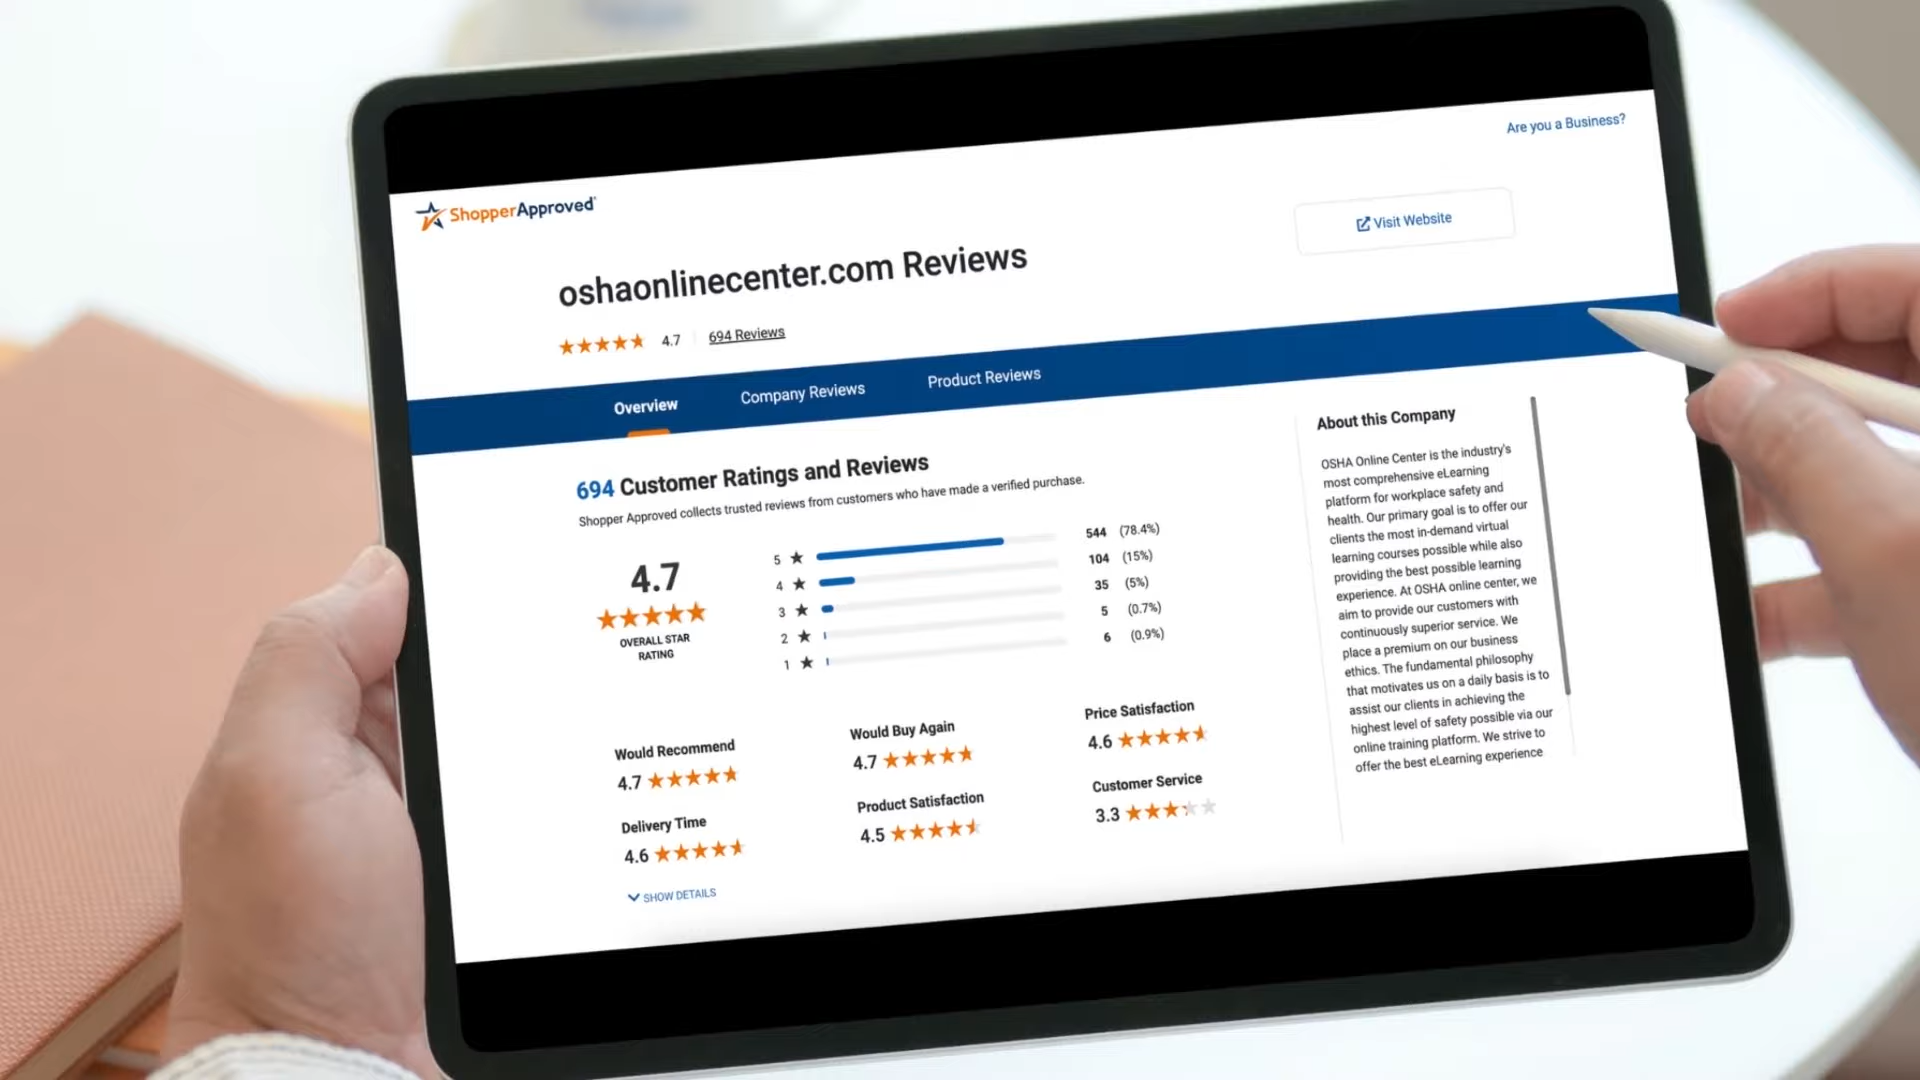 Are you a Business?
ShopperApproved
Visit Website
oshaonlinecenter.com Reviews
4.7 694 Reviews
Overview Company Reviews Product Reviews
694 Customer Ratings and Reviews
Shopper Approved collects trusted reviews from customers who have made a verified purchase.
4.7
OVERALL STAR
RATING
5 544 (78.4%)
4 104 (15%)
3 35 (5%)
2 5 (0.7%)
1 6 (0.9%)
Would Recommend
4.7
Would Buy Again
4.7
Price Satisfaction
4.6
Delivery Time
4.6
Product Satisfaction
4.5
Customer Service
3.3
SHOW DETAILS
About this Company
OSHA Online Center is the industry's
most comprehensive eLearning
platform for workplace safety and
health. Our primary goal is to offer our
clients the most in-demand virtual
learning courses possible while also
providing the best possible learning
experience. At OSHA online center, we
aim to provide our customers with
continuously superior service. We
place a premium on our business
ethics. The fundamental philosophy
that motivates us on a daily basis is to
assist our clients in achieving the
highest level of safety possible via our
online training platform. We strive to
offer the best eLearning experience